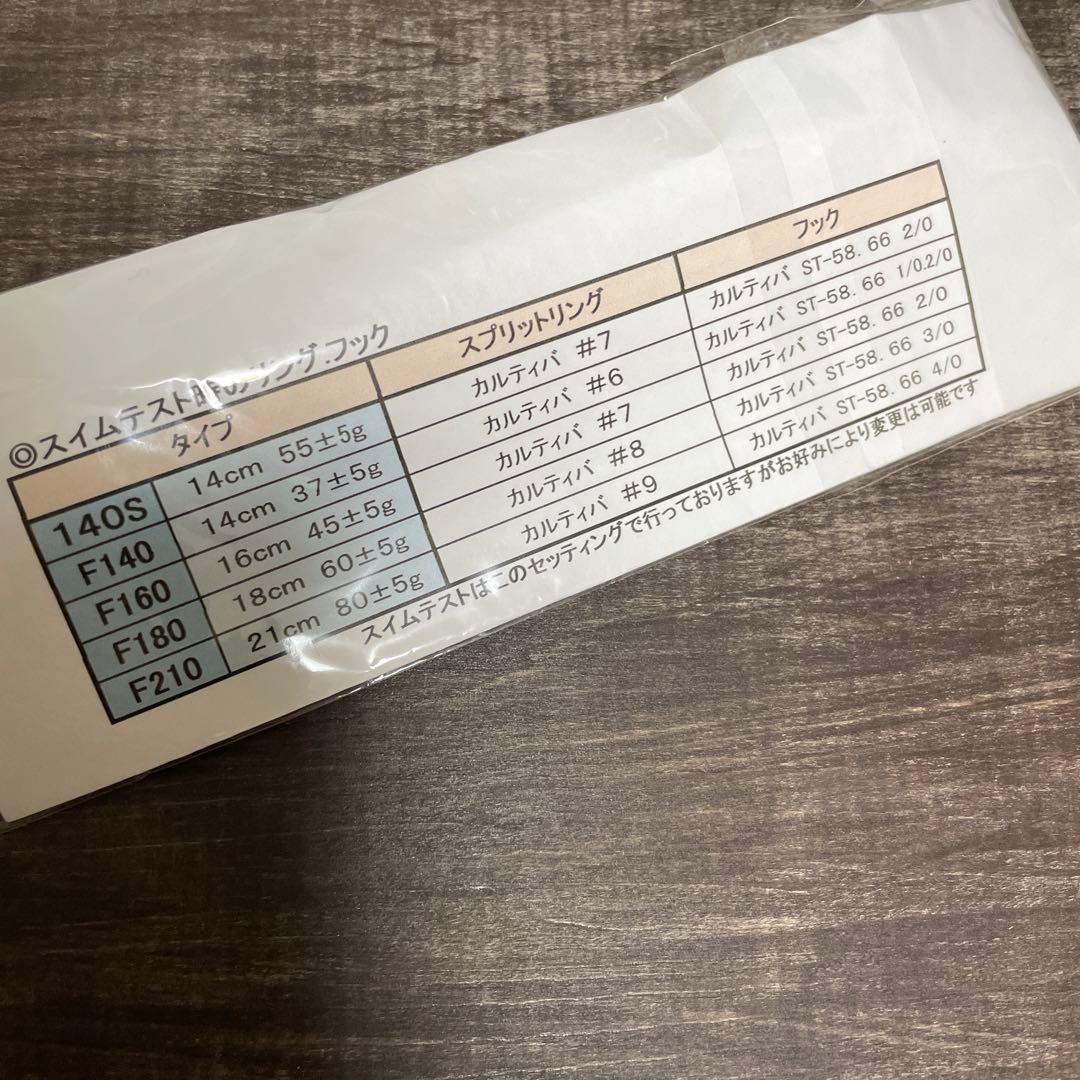 ◎スイムテスト時のリング.フック
タイプ スプリットリング フック
140S 14cm 55±5g カルティバ #7 カルティバ ST-58. 66 2/0
F140 14cm 37±5g カルティバ #6 カルティバ ST-58. 66 1/0.2/0
F160 16cm 45±5g カルティバ #7 カルティバ ST-58. 66 2/0
F180 18cm 60±5g カルティバ #8 カルティバ ST-58. 66 3/0
F210 21cm 80±5g カルティバ #9 カルティバ ST-58. 66 4/0
スイムテストはこのセッティングで行っておりますがお好みにより変更は可能です